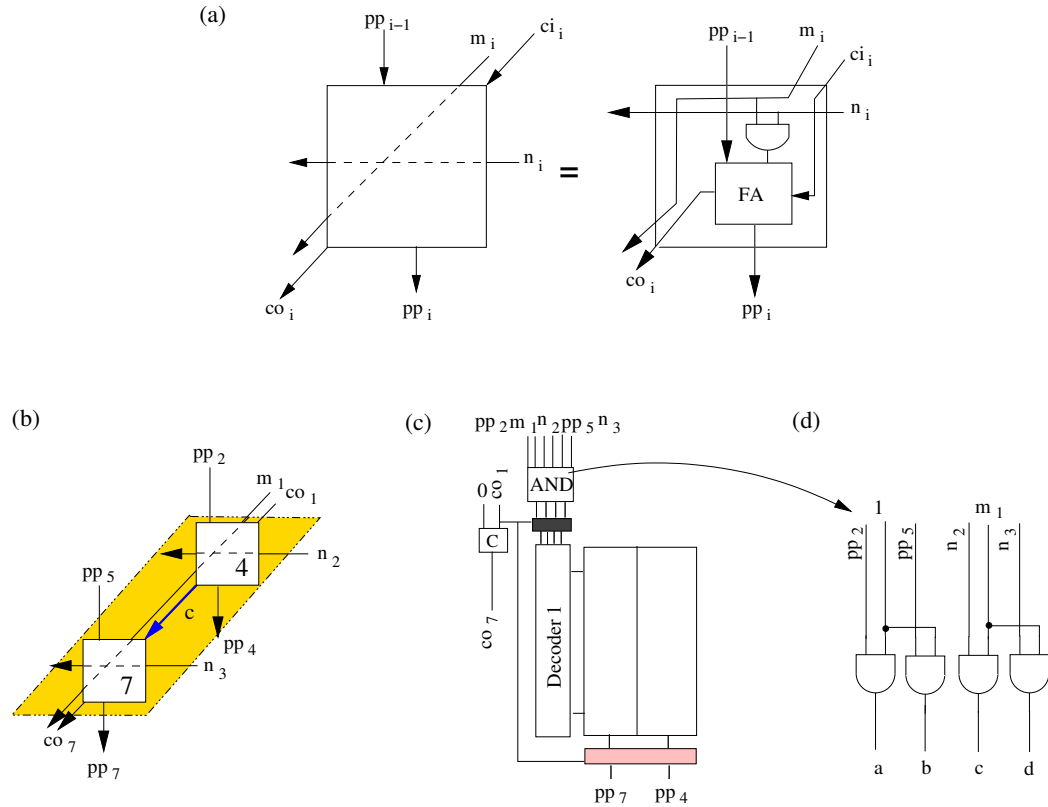 (a)
pp i−1
m i
ci i
n i
=
co i
pp i
pp i−1
m i
ci i
n i
FA
co i
pp i
(b)
pp 2
m 1
co 1
4
n 2
pp 5
c
pp 4
7
n 3
co 7
pp 7
(c)
pp 2 m 1 n 2 pp 5 n 3
0
co 1
AND
C
co 7
Decoder 1
pp 7
pp 4
(d)
1
m 1
pp 2
pp 5
n 2
n 3
a
b
c
d